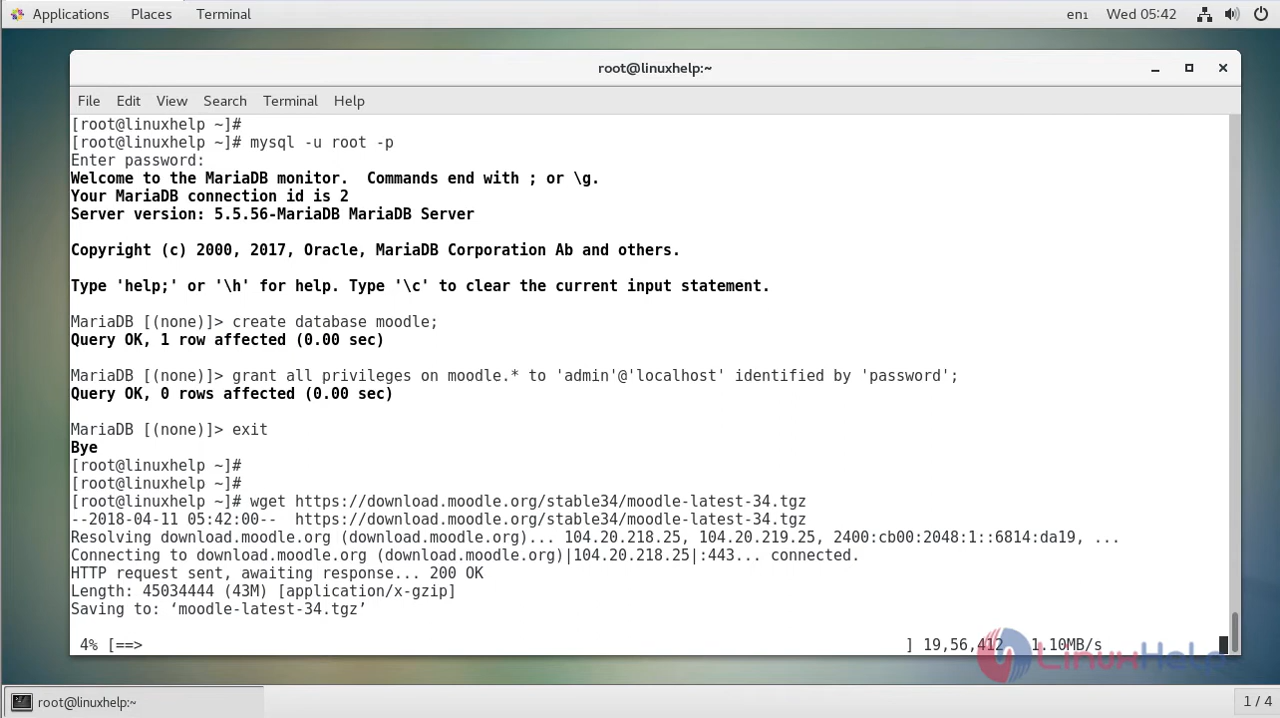 Applications Places Terminal en₁ Wed 05:42
root@linuxhelp:~
File Edit View Search Terminal Help
[root@linuxhelp ~]#
[root@linuxhelp ~]# mysql -u root -p
Enter password:
Welcome to the MariaDB monitor.  Commands end with ; or \g.
Your MariaDB connection id is 2
Server version: 5.5.56-MariaDB MariaDB Server
Copyright (c) 2000, 2017, Oracle, MariaDB Corporation Ab and others.
Type 'help;' or '\h' for help. Type '\c' to clear the current input statement.
MariaDB [(none)]> create database moodle;
Query OK, 1 row affected (0.00 sec)
MariaDB [(none)]> grant all privileges on moodle.* to 'admin'@'localhost' identified by 'password';
Query OK, 0 rows affected (0.00 sec)
MariaDB [(none)]> exit
Bye
[root@linuxhelp ~]#
[root@linuxhelp ~]#
[root@linuxhelp ~]# wget https://download.moodle.org/stable34/moodle-latest-34.tgz
--2018-04-11 05:42:00--  https://download.moodle.org/stable34/moodle-latest-34.tgz
Resolving download.moodle.org (download.moodle.org)... 104.20.218.25, 104.20.219.25, 2400:cb00:2048:1::6814:da19, ...
Connecting to download.moodle.org (download.moodle.org)|104.20.218.25|:443... connected.
HTTP request sent, awaiting response... 200 OK
Length: 45034444 (43M) [application/x-gzip]
Saving to: ‘moodle-latest-34.tgz’
4% [==> ] 19,56,412 1.10MB/s
LinuxHelp
root@linuxhelp:~ 1 / 4